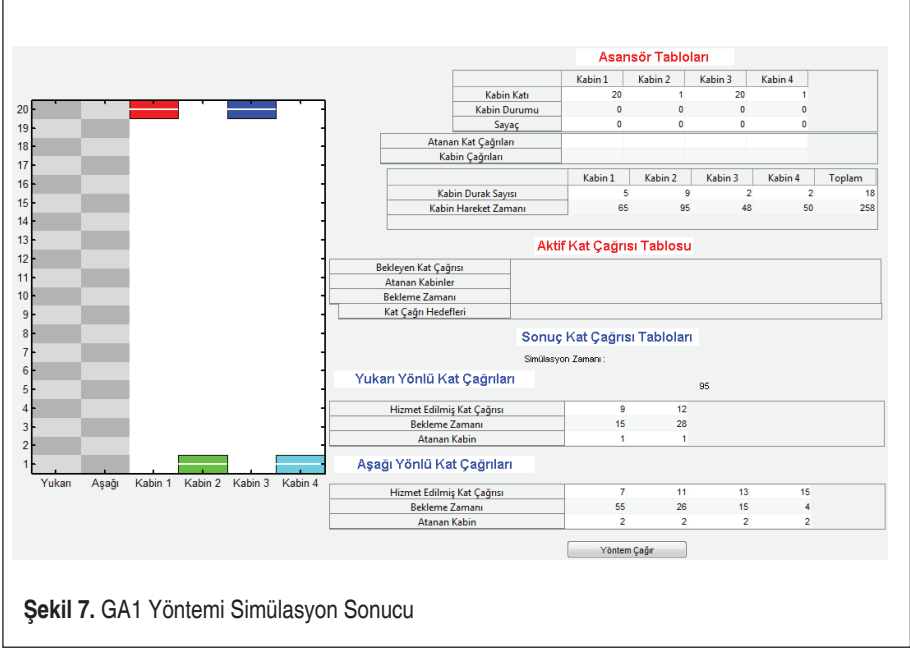 Asansör Tabloları
Kabin 1 Kabin 2 Kabin 3 Kabin 4
Kabin Katı 20 1 20 1
Kabin Durumu 0 0 0 0
Sayaç 0 0 0 0
Atanan Kat Çağrıları
Kabin Çağrıları
Kabin 1 Kabin 2 Kabin 3 Kabin 4 Toplam
Kabin Durak Sayısı 5 9 2 2 18
Kabin Hareket Zamanı 65 95 48 50 258
Aktif Kat Çağrısı Tablosu
Bekleyen Kat Çağrısı
Atanan Kabinler
Bekleme Zamanı
Kat Çağrı Hedefleri
Sonuç Kat Çağrısı Tabloları
Simülasyon Zamanı :
95
Yukarı Yönlü Kat Çağrıları
Hizmet Edilmiş Kat Çağrısı 9 12
Bekleme Zamanı 15 28
Atanan Kabin 1 1
Aşağı Yönlü Kat Çağrıları
Hizmet Edilmiş Kat Çağrısı 7 11 13 15
Bekleme Zamanı 55 26 15 4
Atanan Kabin 2 2 2 2
Yöntem Çağır
20
19
18
17
16
15
14
13
12
11
10
9
8
7
6
5
4
3
2
1
Yukarı Aşağı Kabin 1 Kabin 2 Kabin 3 Kabin 4
Şekil 7. GA1 Yöntemi Simülasyon Sonucu